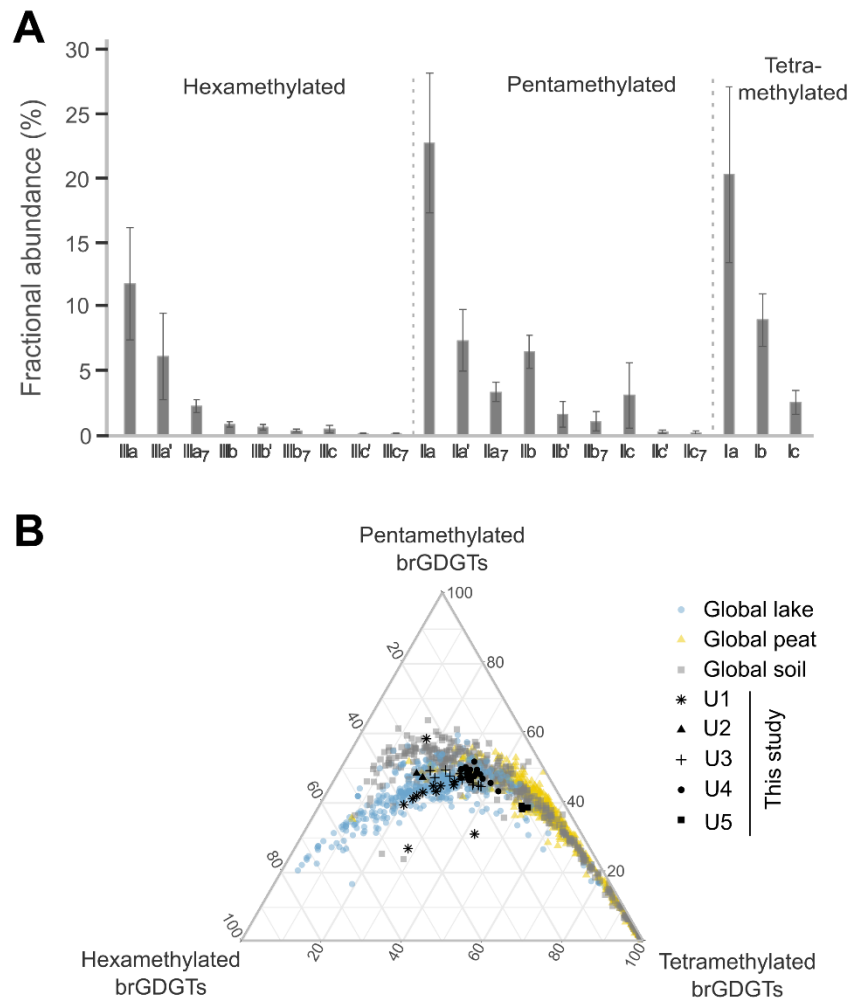 A
Fractional abundance (%)
30
25
20
15
10
5
0
Hexamethylated
Pentamethylated
Tetra-
methylated
IIIa IIIa' IIIa7 IIIb IIIb' IIIb7 IIIc IIIc' IIIc7 IIa IIa' IIa7 IIb IIb' IIb7 IIc IIc' IIc7 Ia Ib Ic
B
Pentamethylated
brGDGTs
100
80
60
40
20
20
40
60
80
100
20
40
60
80
100
Hexamethylated
brGDGTs
Tetramethylated
brGDGTs
Global lake
Global peat
Global soil
U1
U2
U3
U4
U5
This study